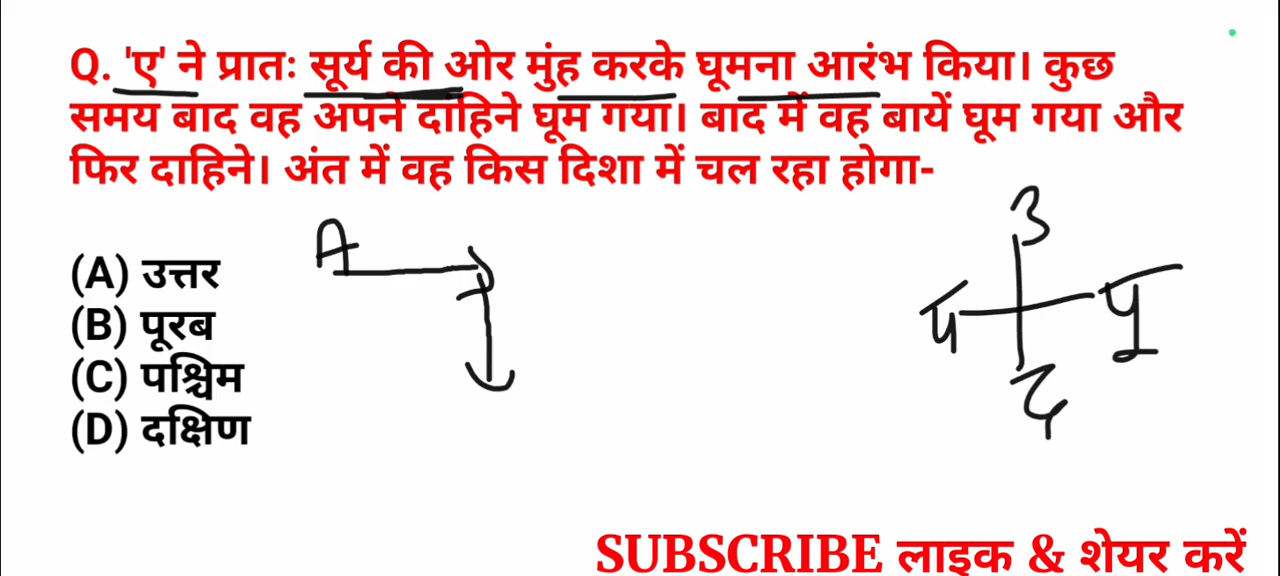 Q. 'ए' ने प्रातः सूर्य की ओर मुंह करके घूमना आरंभ किया। कुछ
समय बाद वह अपने दाहिने घूम गया। बाद में वह बायें घूम गया और
फिर दाहिने। अंत में वह किस दिशा में चल रहा होगा-
(A) उत्तर
(B) पूरब
(C) पश्चिम
(D) दक्षिण
A
उ
प
पू
द
SUBSCRIBE लाइक & शेयर करें